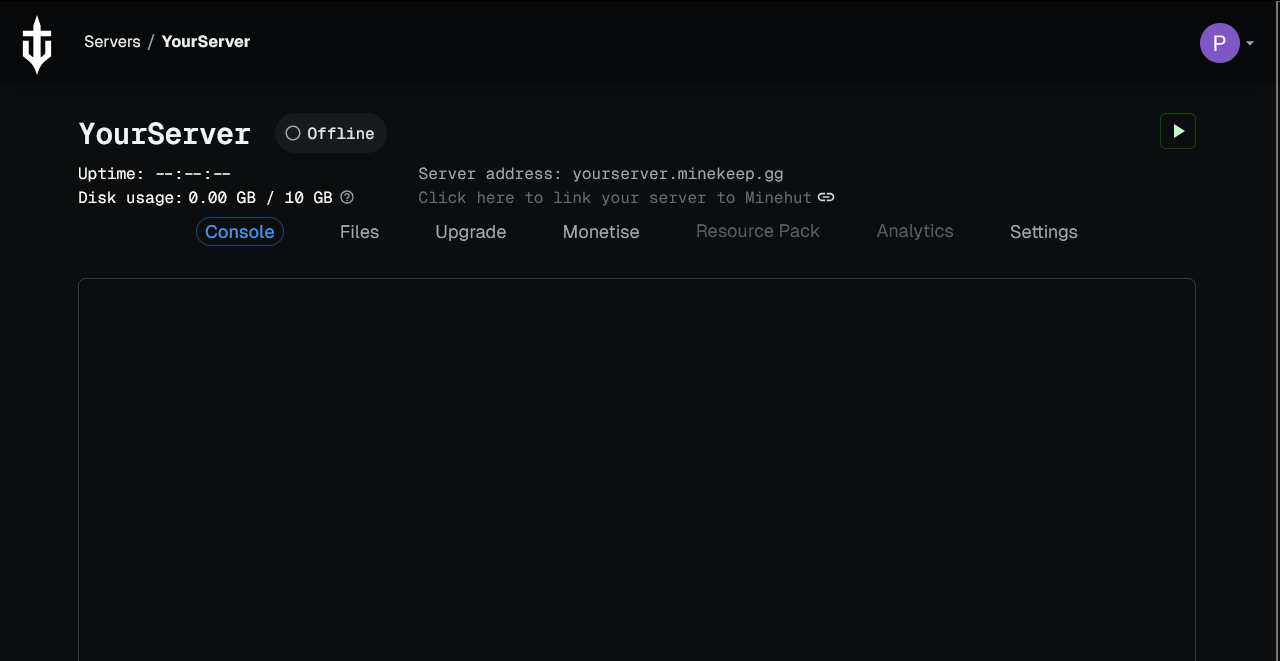 Servers / YourServer
P
YourServer
Offline
Uptime: --:--:--
Server address: yourserver.minekeep.gg
Disk usage: 0.00 GB / 10 GB
Click here to link your server to Minehut
Console Files Upgrade Monetise Resource Pack Analytics Settings